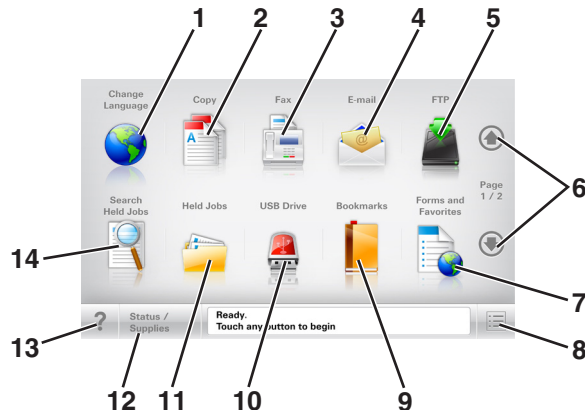 1 2 3 4 5
Change
Language
Copy
Fax
E-mail
FTP
A
@
6
Page
1 / 2
Search
Held Jobs
Held Jobs
USB Drive
Bookmarks
Forms and
Favorites
14
7
?
Status /
Supplies
Ready.
Touch any button to begin
8
13
12
11
10
9